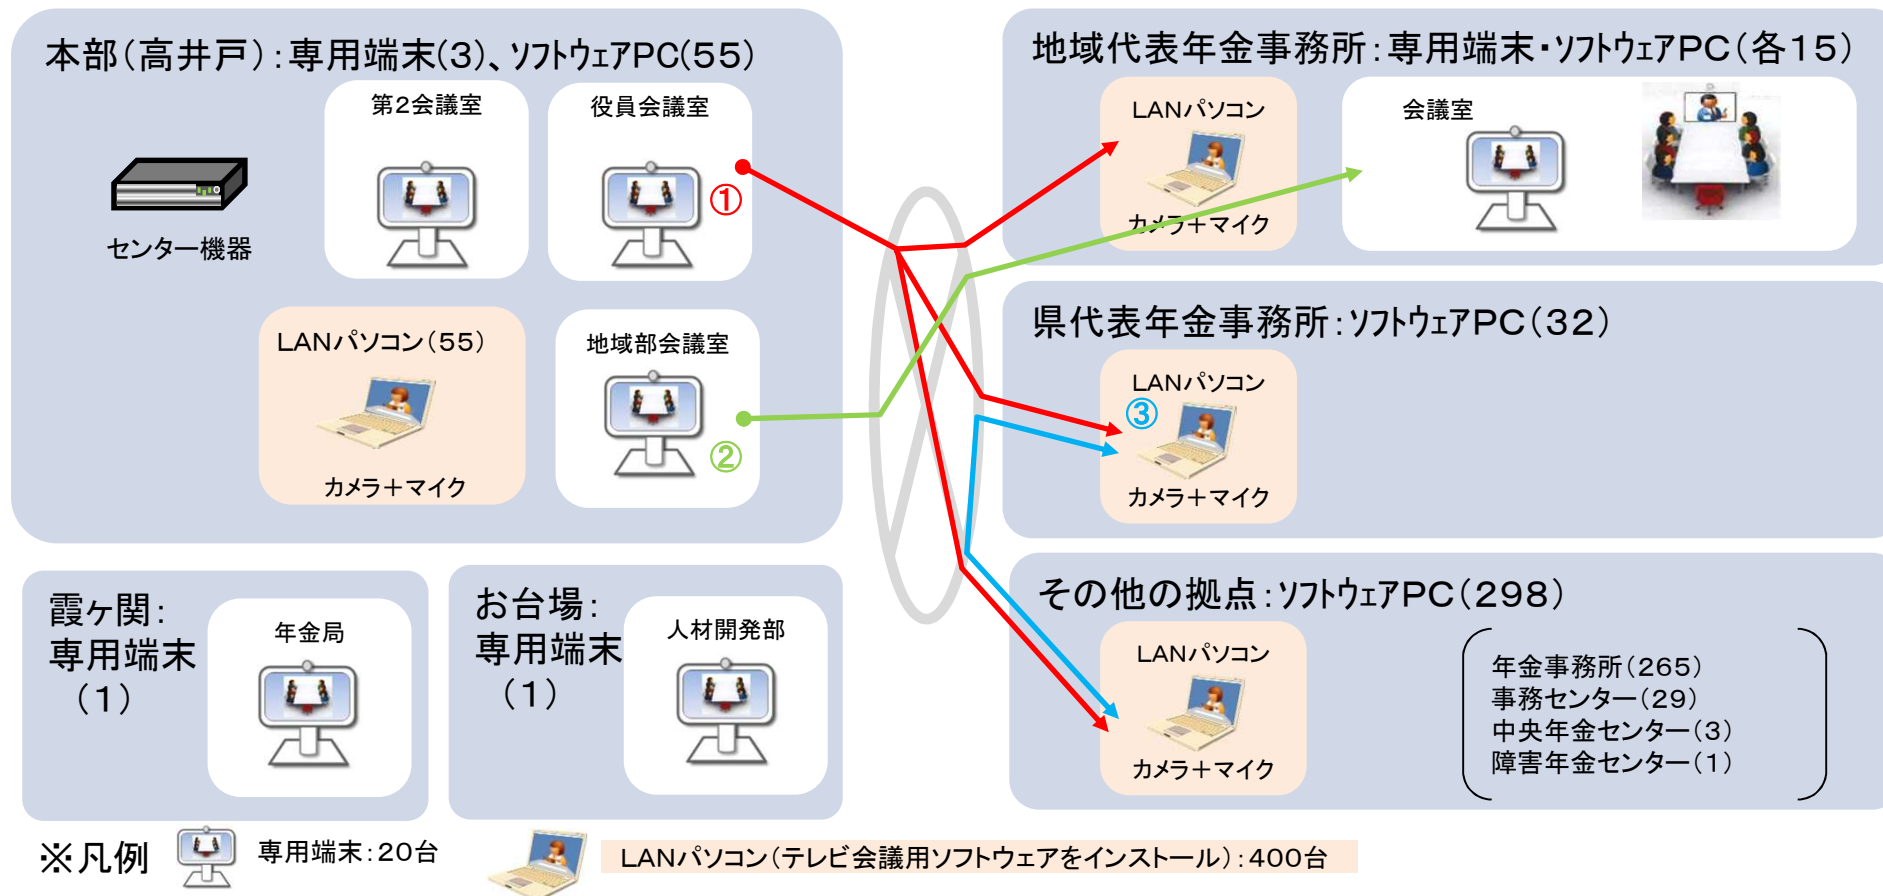 本部(高井戸):専用端末(3)、ソフトウェアPC(55)
第2会議室
役員会議室
①
センター機器
LANパソコン(55)
カメラ+マイク
地域部会議室
②
霞ヶ関:
専用端末
(1)
年金局
お台場:
専用端末
(1)
人材開発部
地域代表年金事務所:専用端末・ソフトウェアPC(各15)
LANパソコン
カメラ+マイク
会議室
県代表年金事務所:ソフトウェアPC(32)
LANパソコン
③
カメラ+マイク
その他の拠点:ソフトウェアPC(298)
LANパソコン
カメラ+マイク
年金事務所(265)
事務センター(29)
中央年金センター(3)
障害年金センター(1)
※凡例
専用端末:20台
LANパソコン(テレビ会議用ソフトウェアをインストール):400台